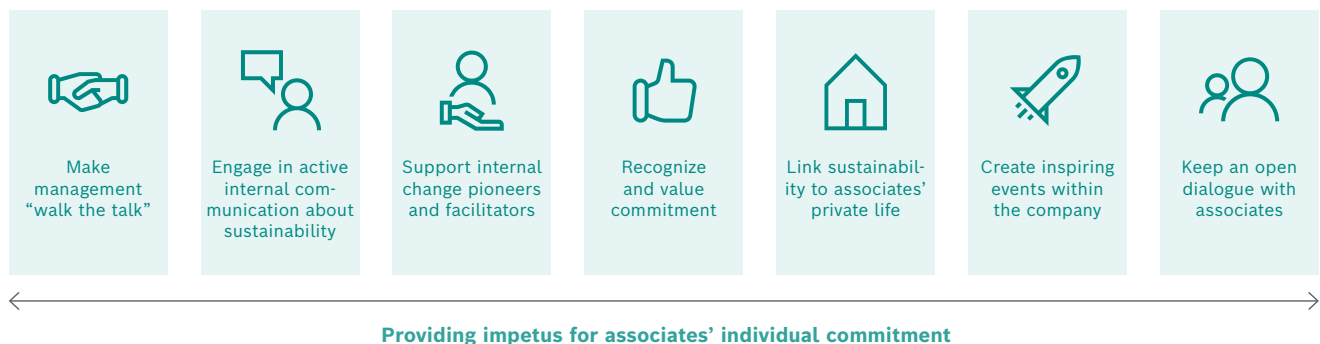 Make
management
“walk the talk”
Engage in active
internal com-
munication about
sustainability
Support internal
change pioneers
and facilitators
Recognize
and value
commitment
Link sustainabil-
ity to associates’
private life
Create inspiring
events within
the company
Keep an open
dialogue with
associates
Providing impetus for associates’ individual commitment